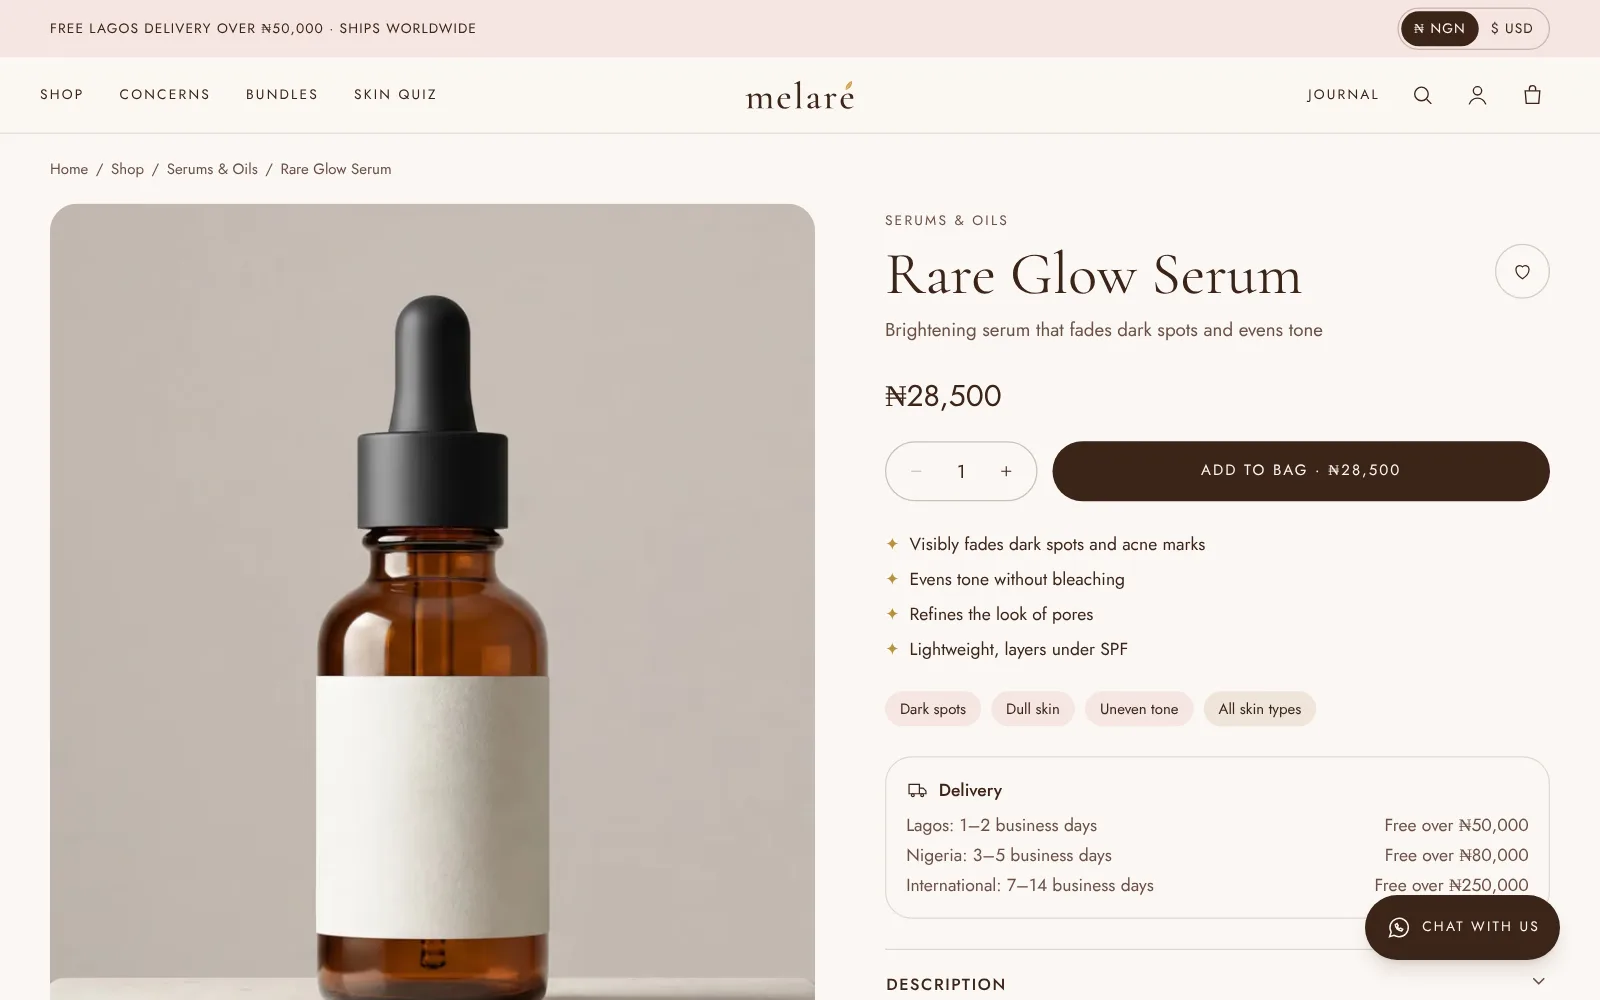 FREE LAGOS DELIVERY OVER ₦50,000 · SHIPS WORLDWIDE
₦ NGN
$ USD
SHOP
CONCERNS
BUNDLES
SKIN QUIZ
melaré
JOURNAL
Home / Shop / Serums & Oils / Rare Glow Serum
SERUMS & OILS
Rare Glow Serum
Brightening serum that fades dark spots and evens tone
₦28,500
− 1 +
ADD TO BAG · ₦28,500
✦ Visibly fades dark spots and acne marks
✦ Evens tone without bleaching
✦ Refines the look of pores
✦ Lightweight, layers under SPF
Dark spots
Dull skin
Uneven tone
All skin types
Delivery
Lagos: 1–2 business days Free over ₦50,000
Nigeria: 3–5 business days Free over ₦80,000
International: 7–14 business days Free over ₦250,000
CHAT WITH US
DESCRIPTION